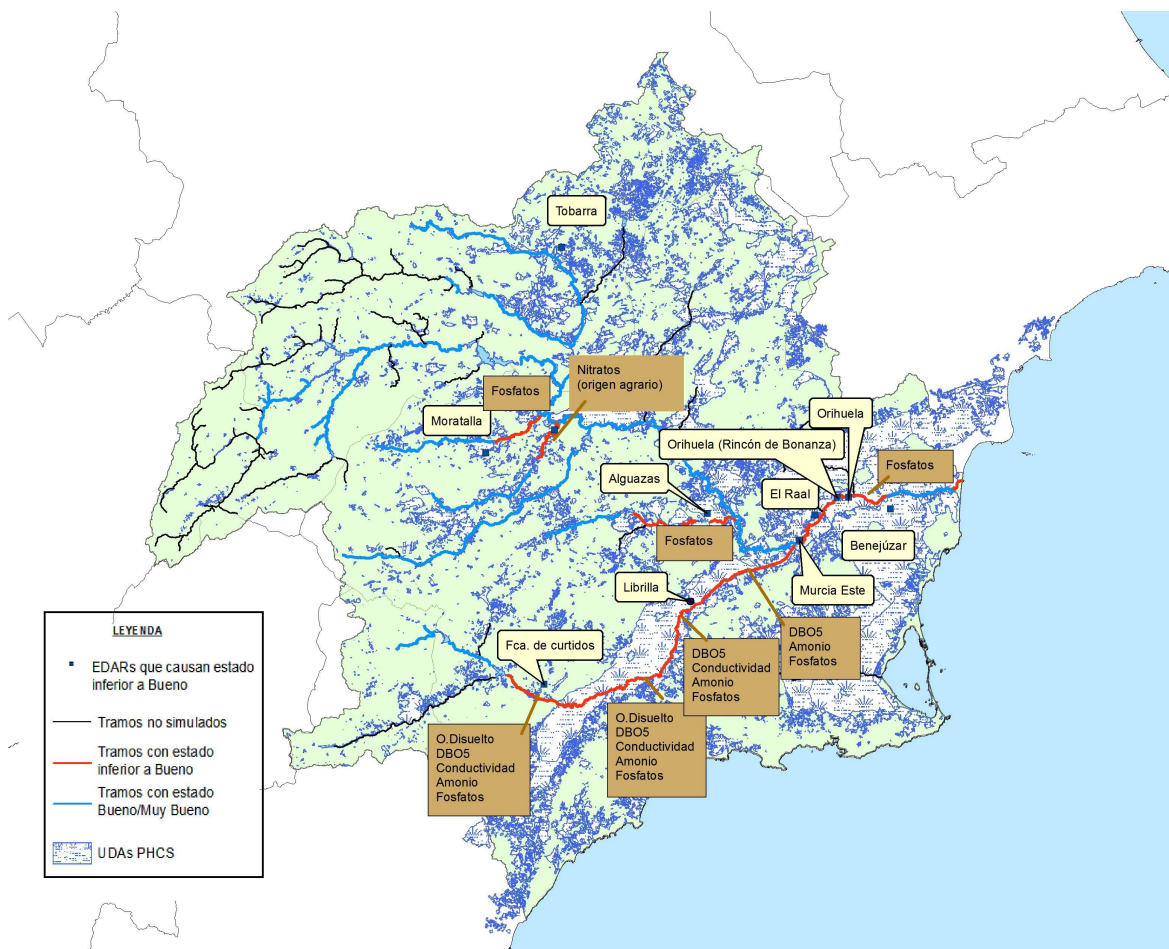 Tobarra
Nitratos
(origen agrario)
Fosfatos
Moratalla
Orihuela
Orihuela (Rincón de Bonanza)
Fosfatos
Alguazas
El Raal
Fosfatos
Benejúzar
Murcia Este
Librilla
DBO5
Amonio
Fosfatos
Fca. de curtidos
DBO5
Conductividad
Amonio
Fosfatos
O.Disuelto
DBO5
Conductividad
Amonio
Fosfatos
O.Disuelto
DBO5
Conductividad
Amonio
Fosfatos
LEYENDA
EDARs que causan estado
inferior a Bueno
Tramos no simulados
Tramos con estado
inferior a Bueno
Tramos con estado
Bueno/Muy Bueno
UDAs PHCS